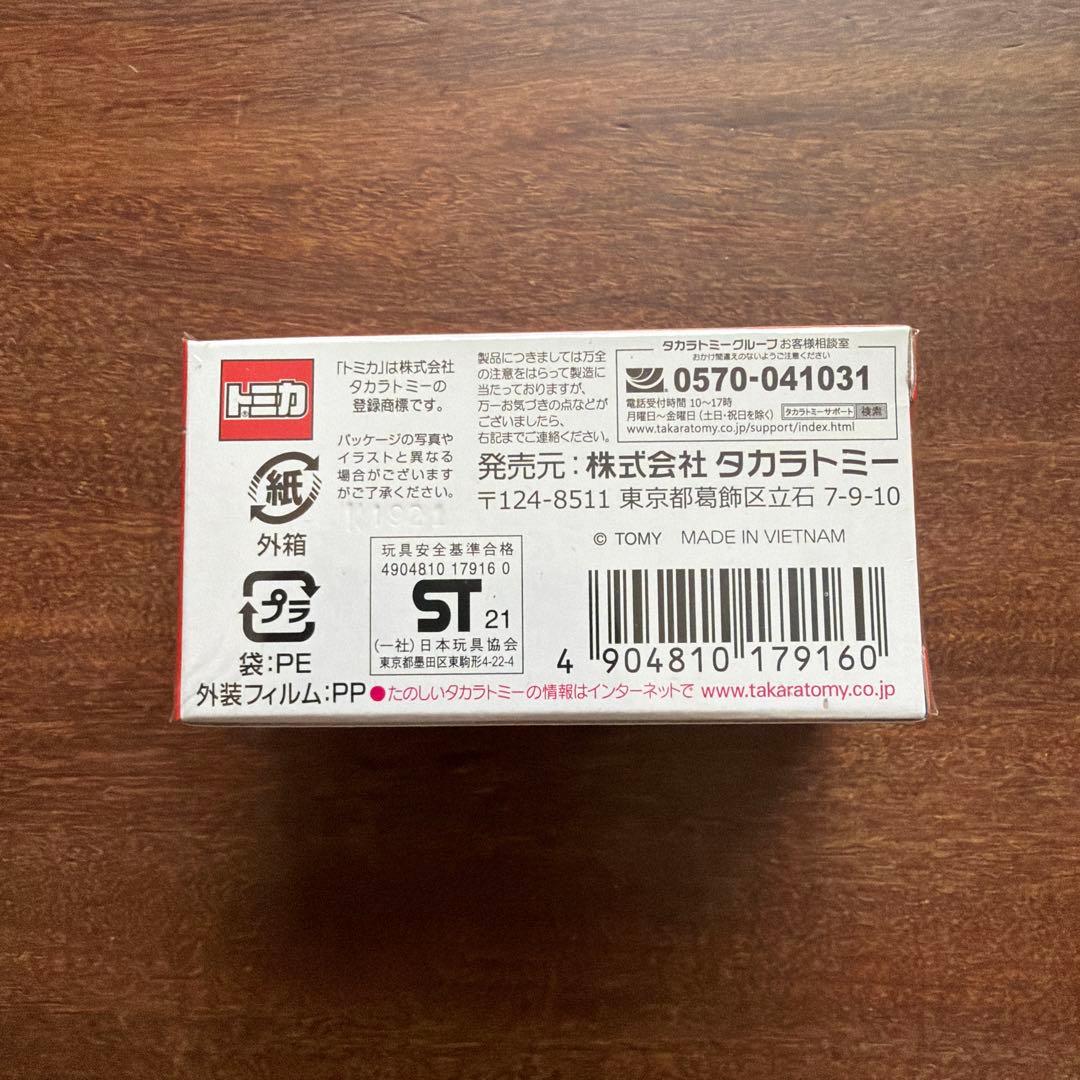 トミカ
®
「トミカ」は株式会社
タカラトミーの
登録商標です。
パッケージの写真や
イラストと異なる
場合がございます
がご了承ください。
製品につきましては万全
の注意をはらって製造に
当たっておりますが、
万一お気づきの点などが
ございましたら、
右記までご連絡ください。
タカラトミーグループお客様相談室
おかけ間違えのないようご注意ください
0570-041031
電話受付時間 10〜17時
月曜日〜金曜日(土日・祝日を除く)
タカラトミーサポート 検索
www.takaratomy.co.jp/support/index.html
発売元:株式会社 タカラトミー
〒124-8511 東京都葛飾区立石 7-9-10
© TOMY MADE IN VIETNAM
紙
外箱
プラ
袋:PE
外装フィルム:PP
玩具安全基準合格
4904810 17916 0
ST 21
(一社)日本玩具協会
東京都墨田区東駒形4-22-4
4 904810 179160
●たのしいタカラトミーの情報はインターネットで www.takaratomy.co.jp